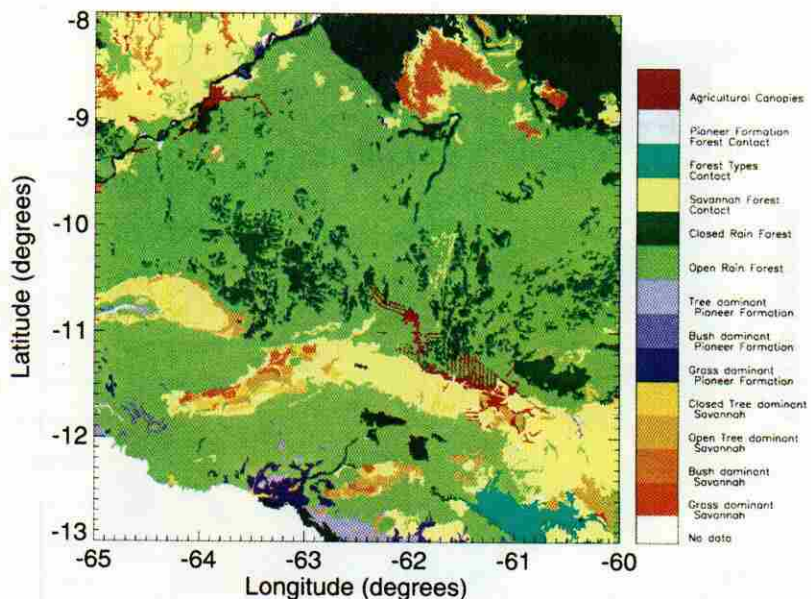 -8
-9
-10
-11
-12
-13
Latitude (degrees)
-65
-64
-63
-62
-61
-60
Longitude (degrees)
Agricultural Canopies
Pioneer Formation
Forest Contact
Forest Types
Contact
Savannah Forest
Contact
Closed Rain Forest
Open Rain Forest
Tree dominant
Pioneer Formation
Bush dominant
Pioneer Formation
Grass dominant
Pioneer Formation
Closed Tree dominant
Savannah
Open Tree dominant
Savannah
Bush dominant
Savannah
Grass dominant
Savannah
No data